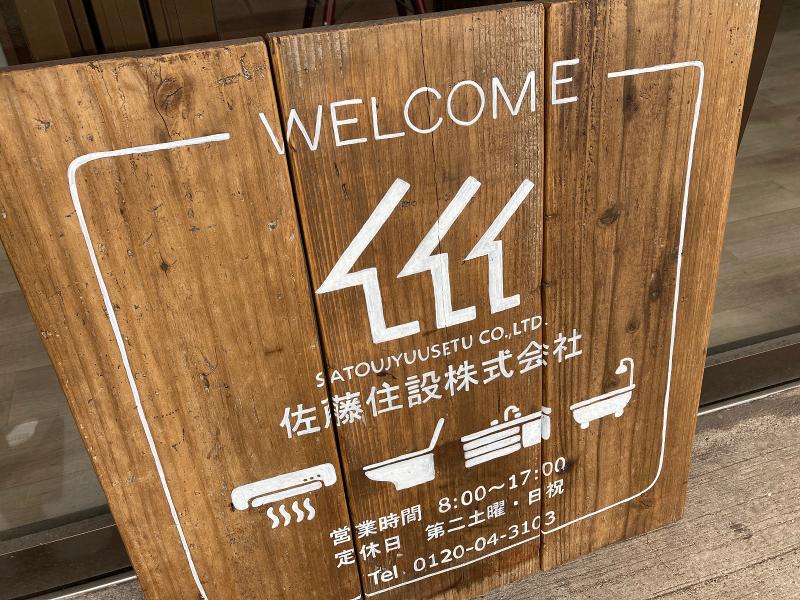 WELCOME
SATOUJYUUSETU CO.,LTD.
佐藤住設株式会社
営業時間 8:00～17:00
定休日 第二土曜・日祝
Tel 0120-04-3103